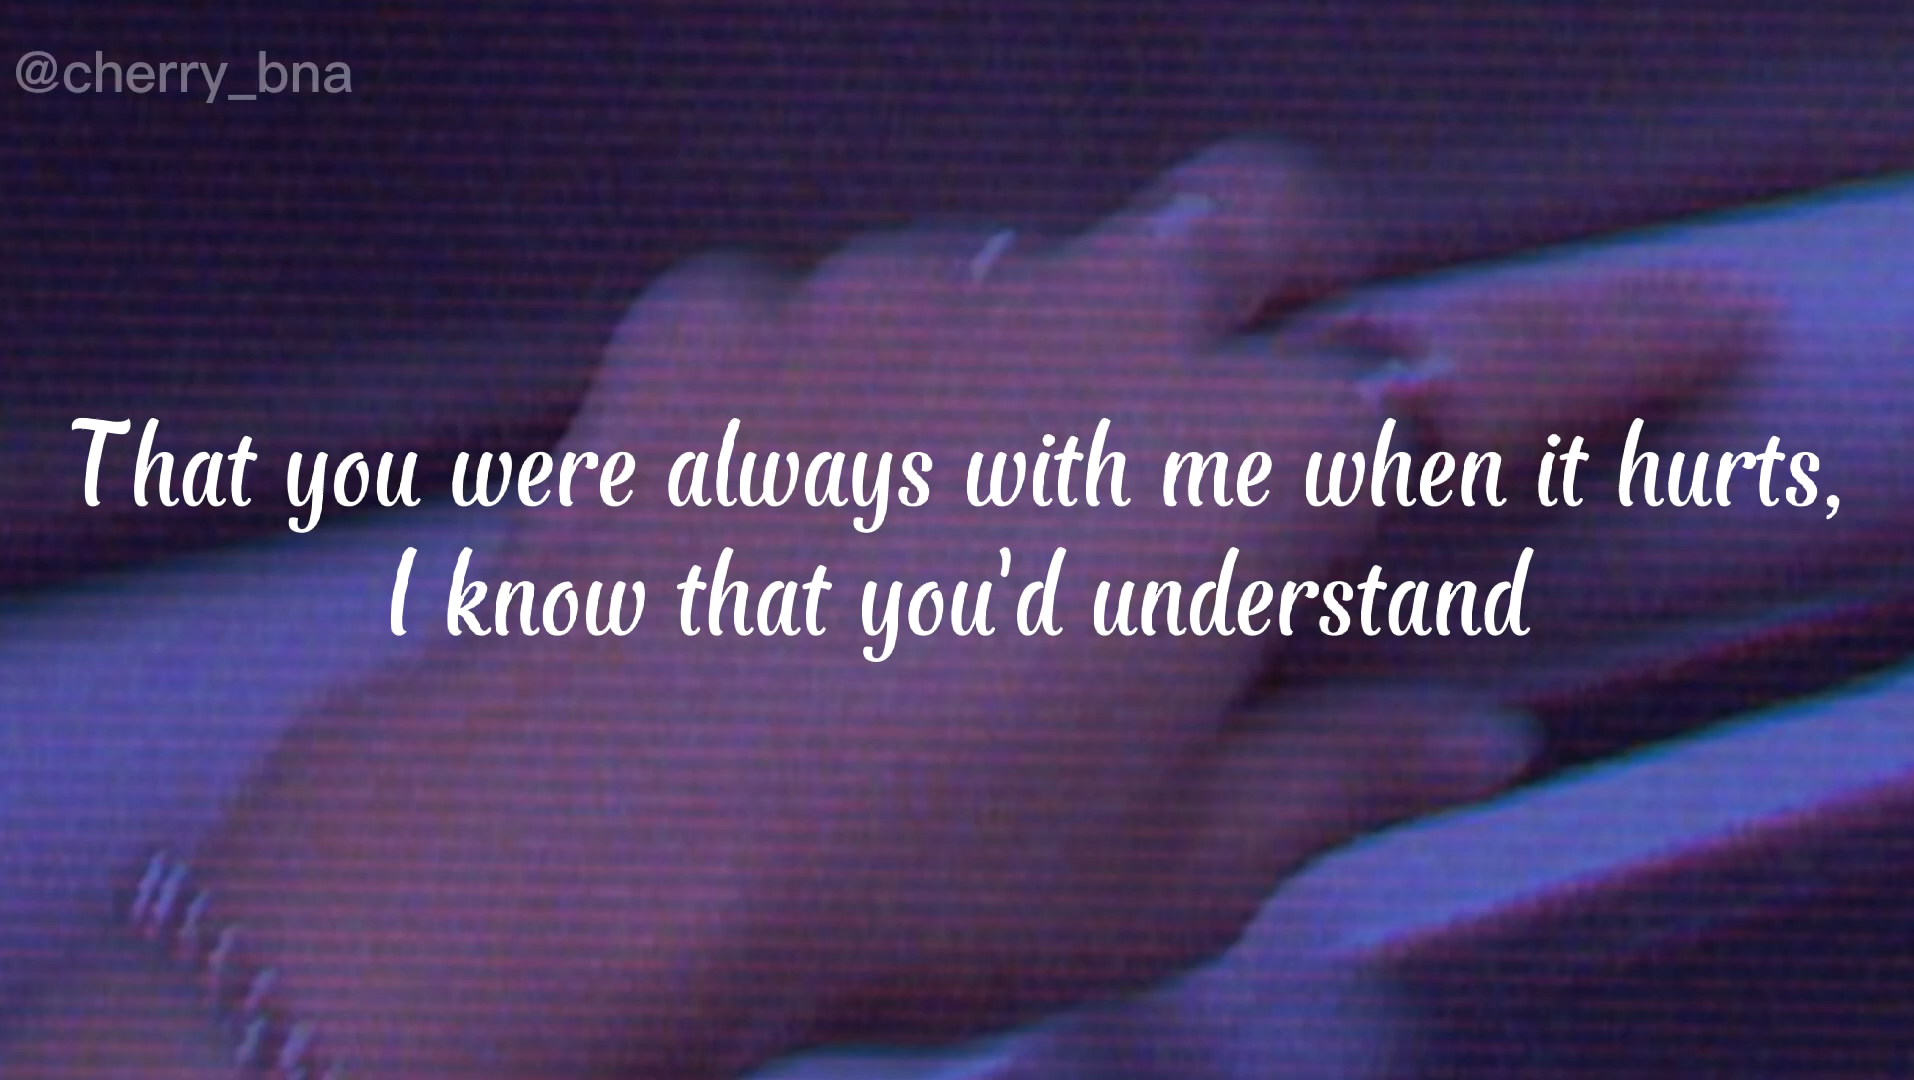 @cherry_bna
That you were always with me when it hurts,
I know that you'd understand